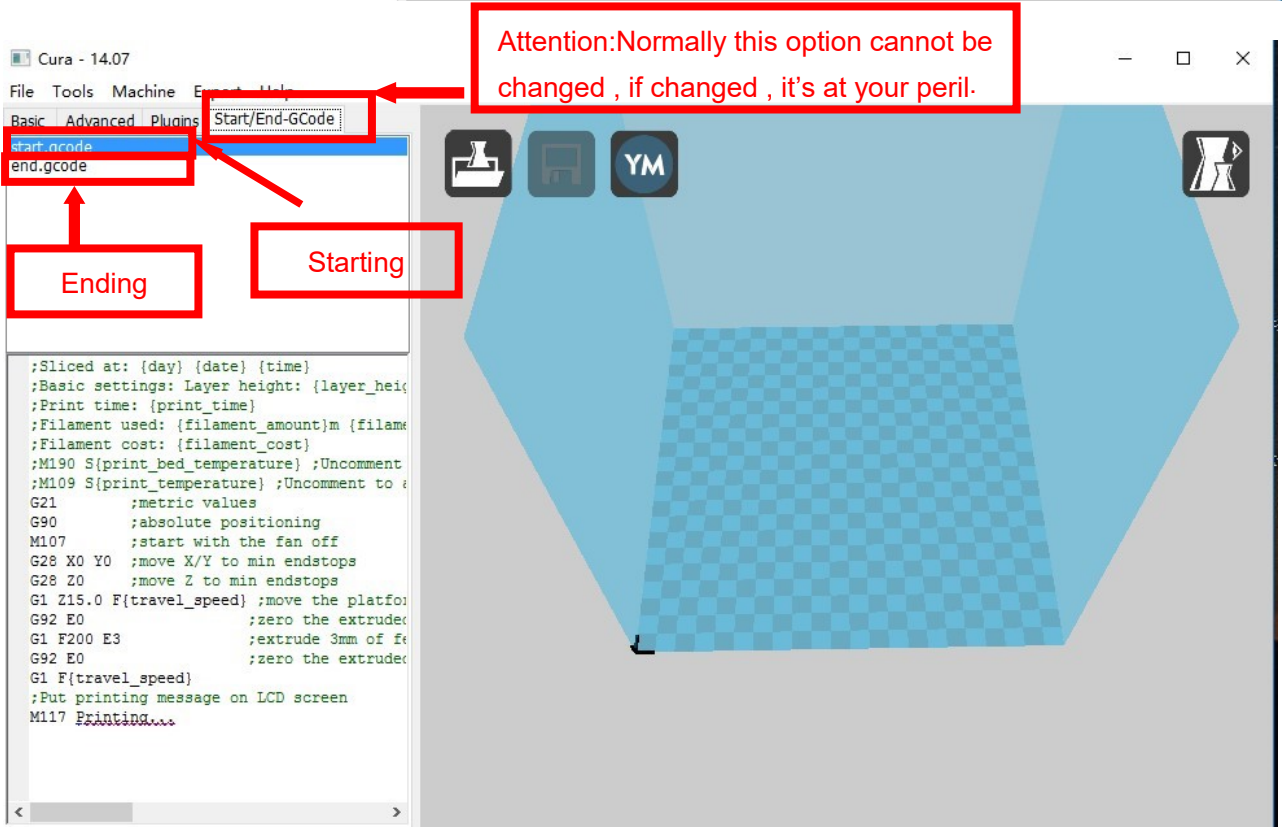 Attention:Normally this option cannot be
changed , if changed , it's at your peril.
Cura - 14.07
File Tools Machine Expert Help
Basic Advanced Plugins Start/End-GCode
start.gcode
end.gcode
YM
Starting
Ending
;Sliced at: {day} {date} {time}
;Basic settings: Layer height: {layer_heig
;Print time: {print_time}
;Filament used: {filament_amount}m {filame
;Filament cost: {filament_cost}
;M190 S{print_bed_temperature} ;Uncomment
;M109 S{print_temperature} ;Uncomment to a
G21 ;metric values
G90 ;absolute positioning
M107 ;start with the fan off
G28 X0 Y0 ;move X/Y to min endstops
G28 Z0 ;move Z to min endstops
G1 Z15.0 F{travel_speed} ;move the platfor
G92 E0 ;zero the extruded
G1 F200 E3 ;extrude 3mm of fe
G92 E0 ;zero the extruded
G1 F{travel_speed}
;Put printing message on LCD screen
M117 Printing...